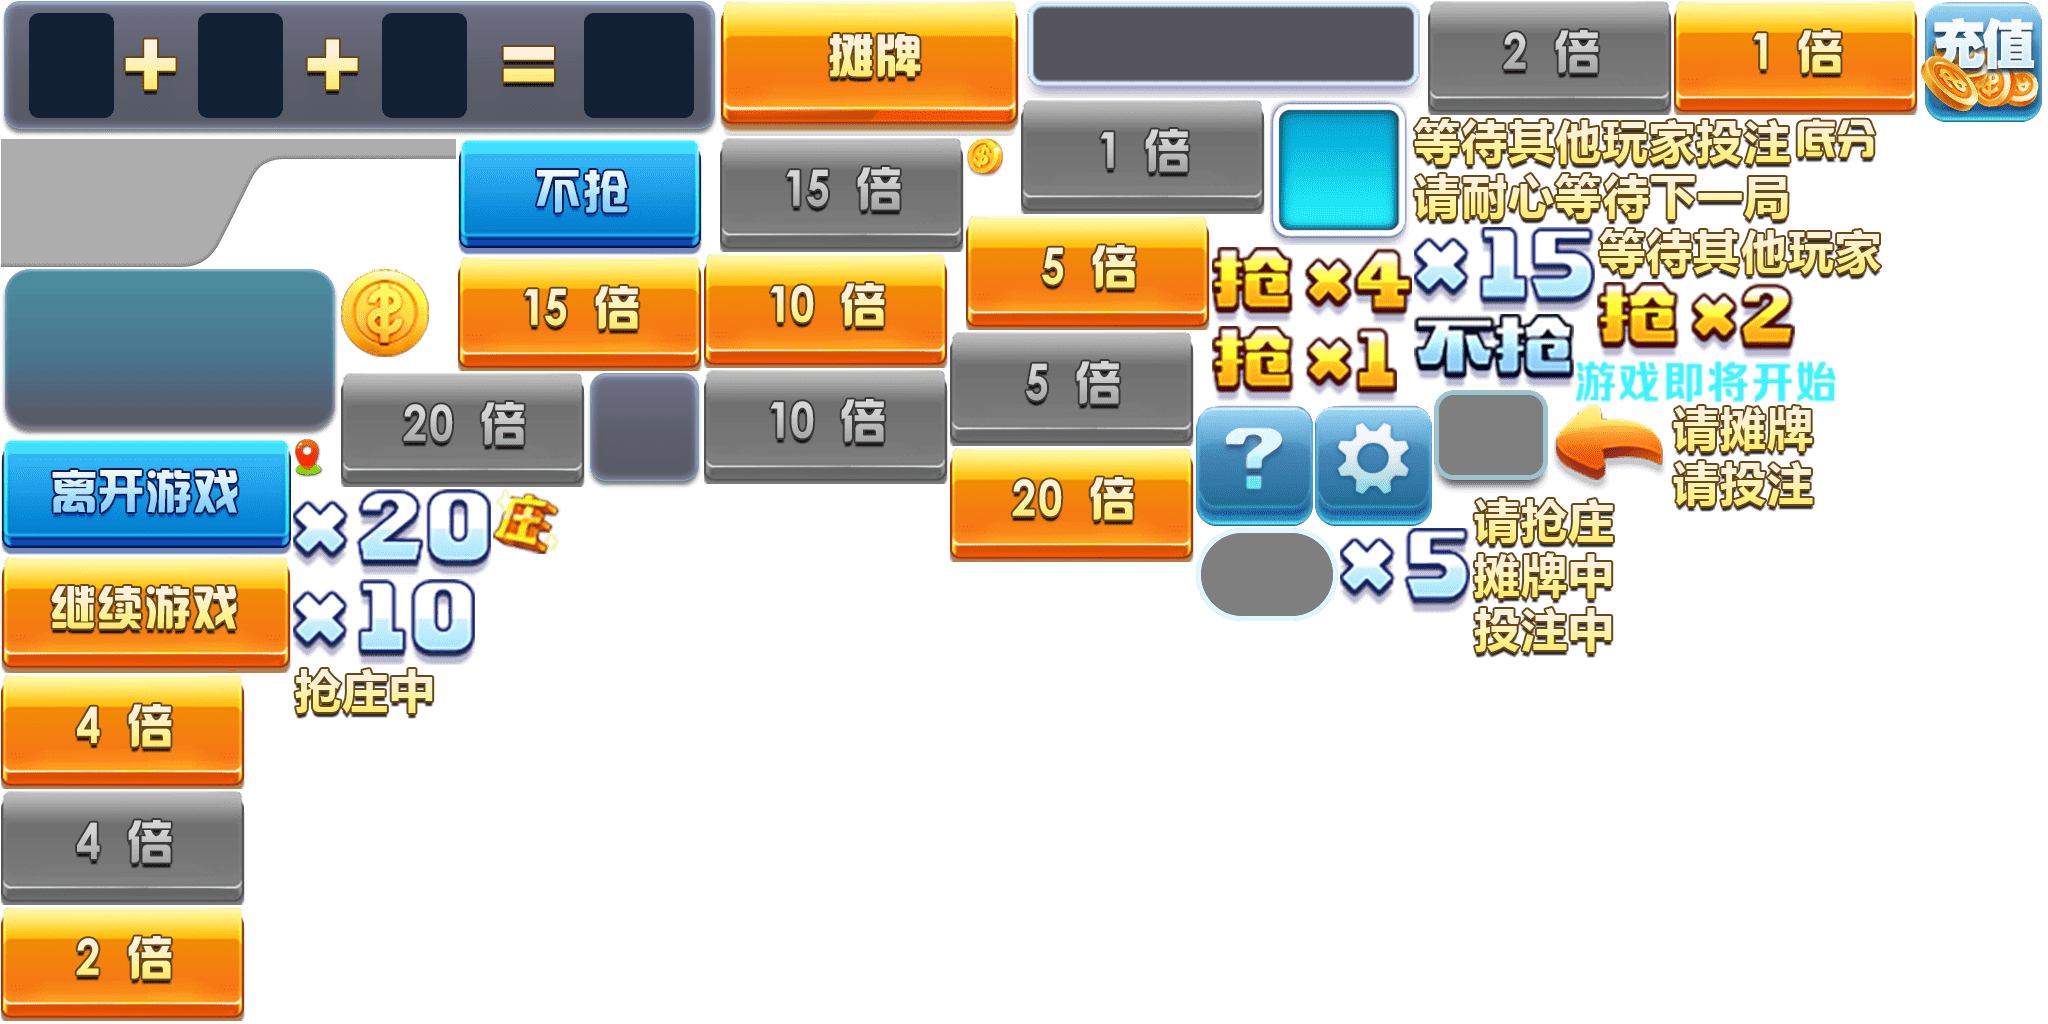 + + =
摊牌
2 倍
1 倍
充值
不抢
15 倍
1 倍
等待其他玩家投注
底分
请耐心等待下一局
5 倍
抢 ×4
×15
等待其他玩家
15 倍
10 倍
抢 ×1
不抢
抢 ×2
游戏即将开始
20 倍
10 倍
5 倍
?
请摊牌
离开游戏
×20
庄
20 倍
请投注
请抢庄
继续游戏
×10
×5
摊牌中
投注中
抢庄中
4 倍
4 倍
2 倍